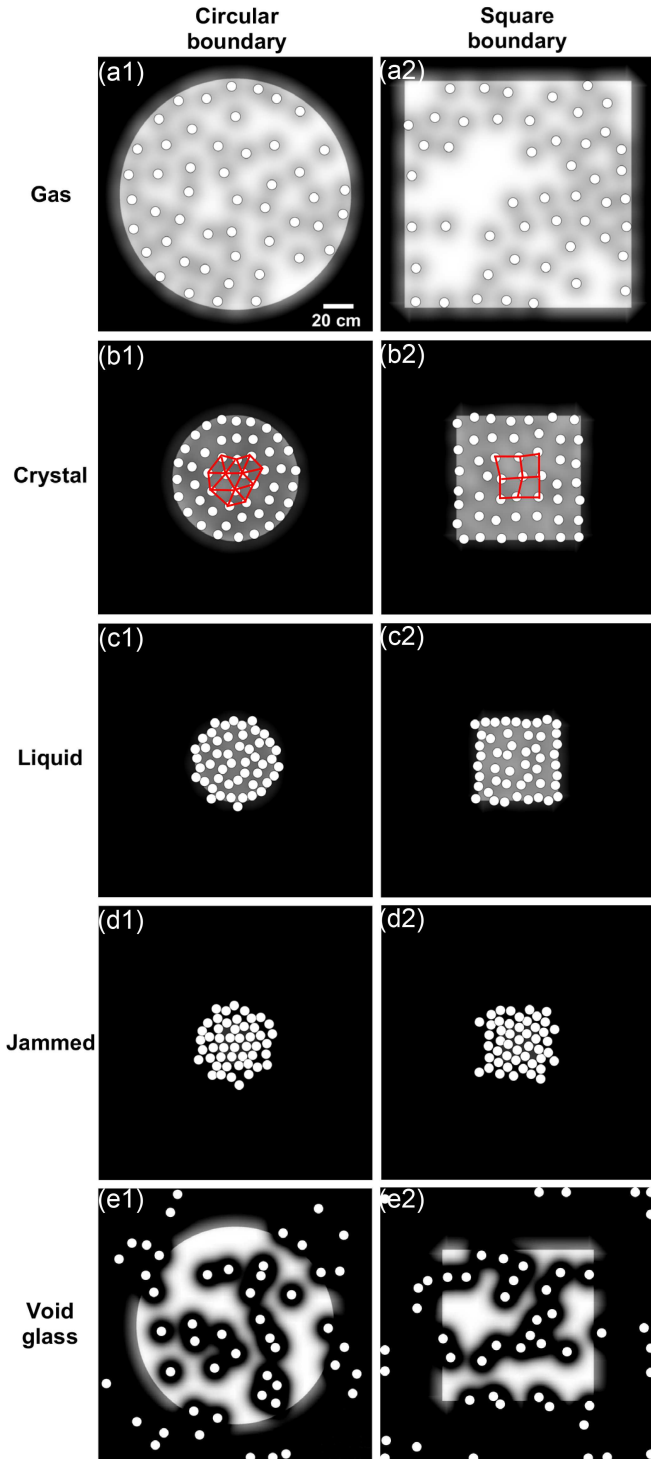 Circular
boundary
Square
boundary
(a1)
(a2)
Gas
20 cm
(b1)
(b2)
Crystal
(c1)
(c2)
Liquid
(d1)
(d2)
Jammed
(e1)
(e2)
Void
glass